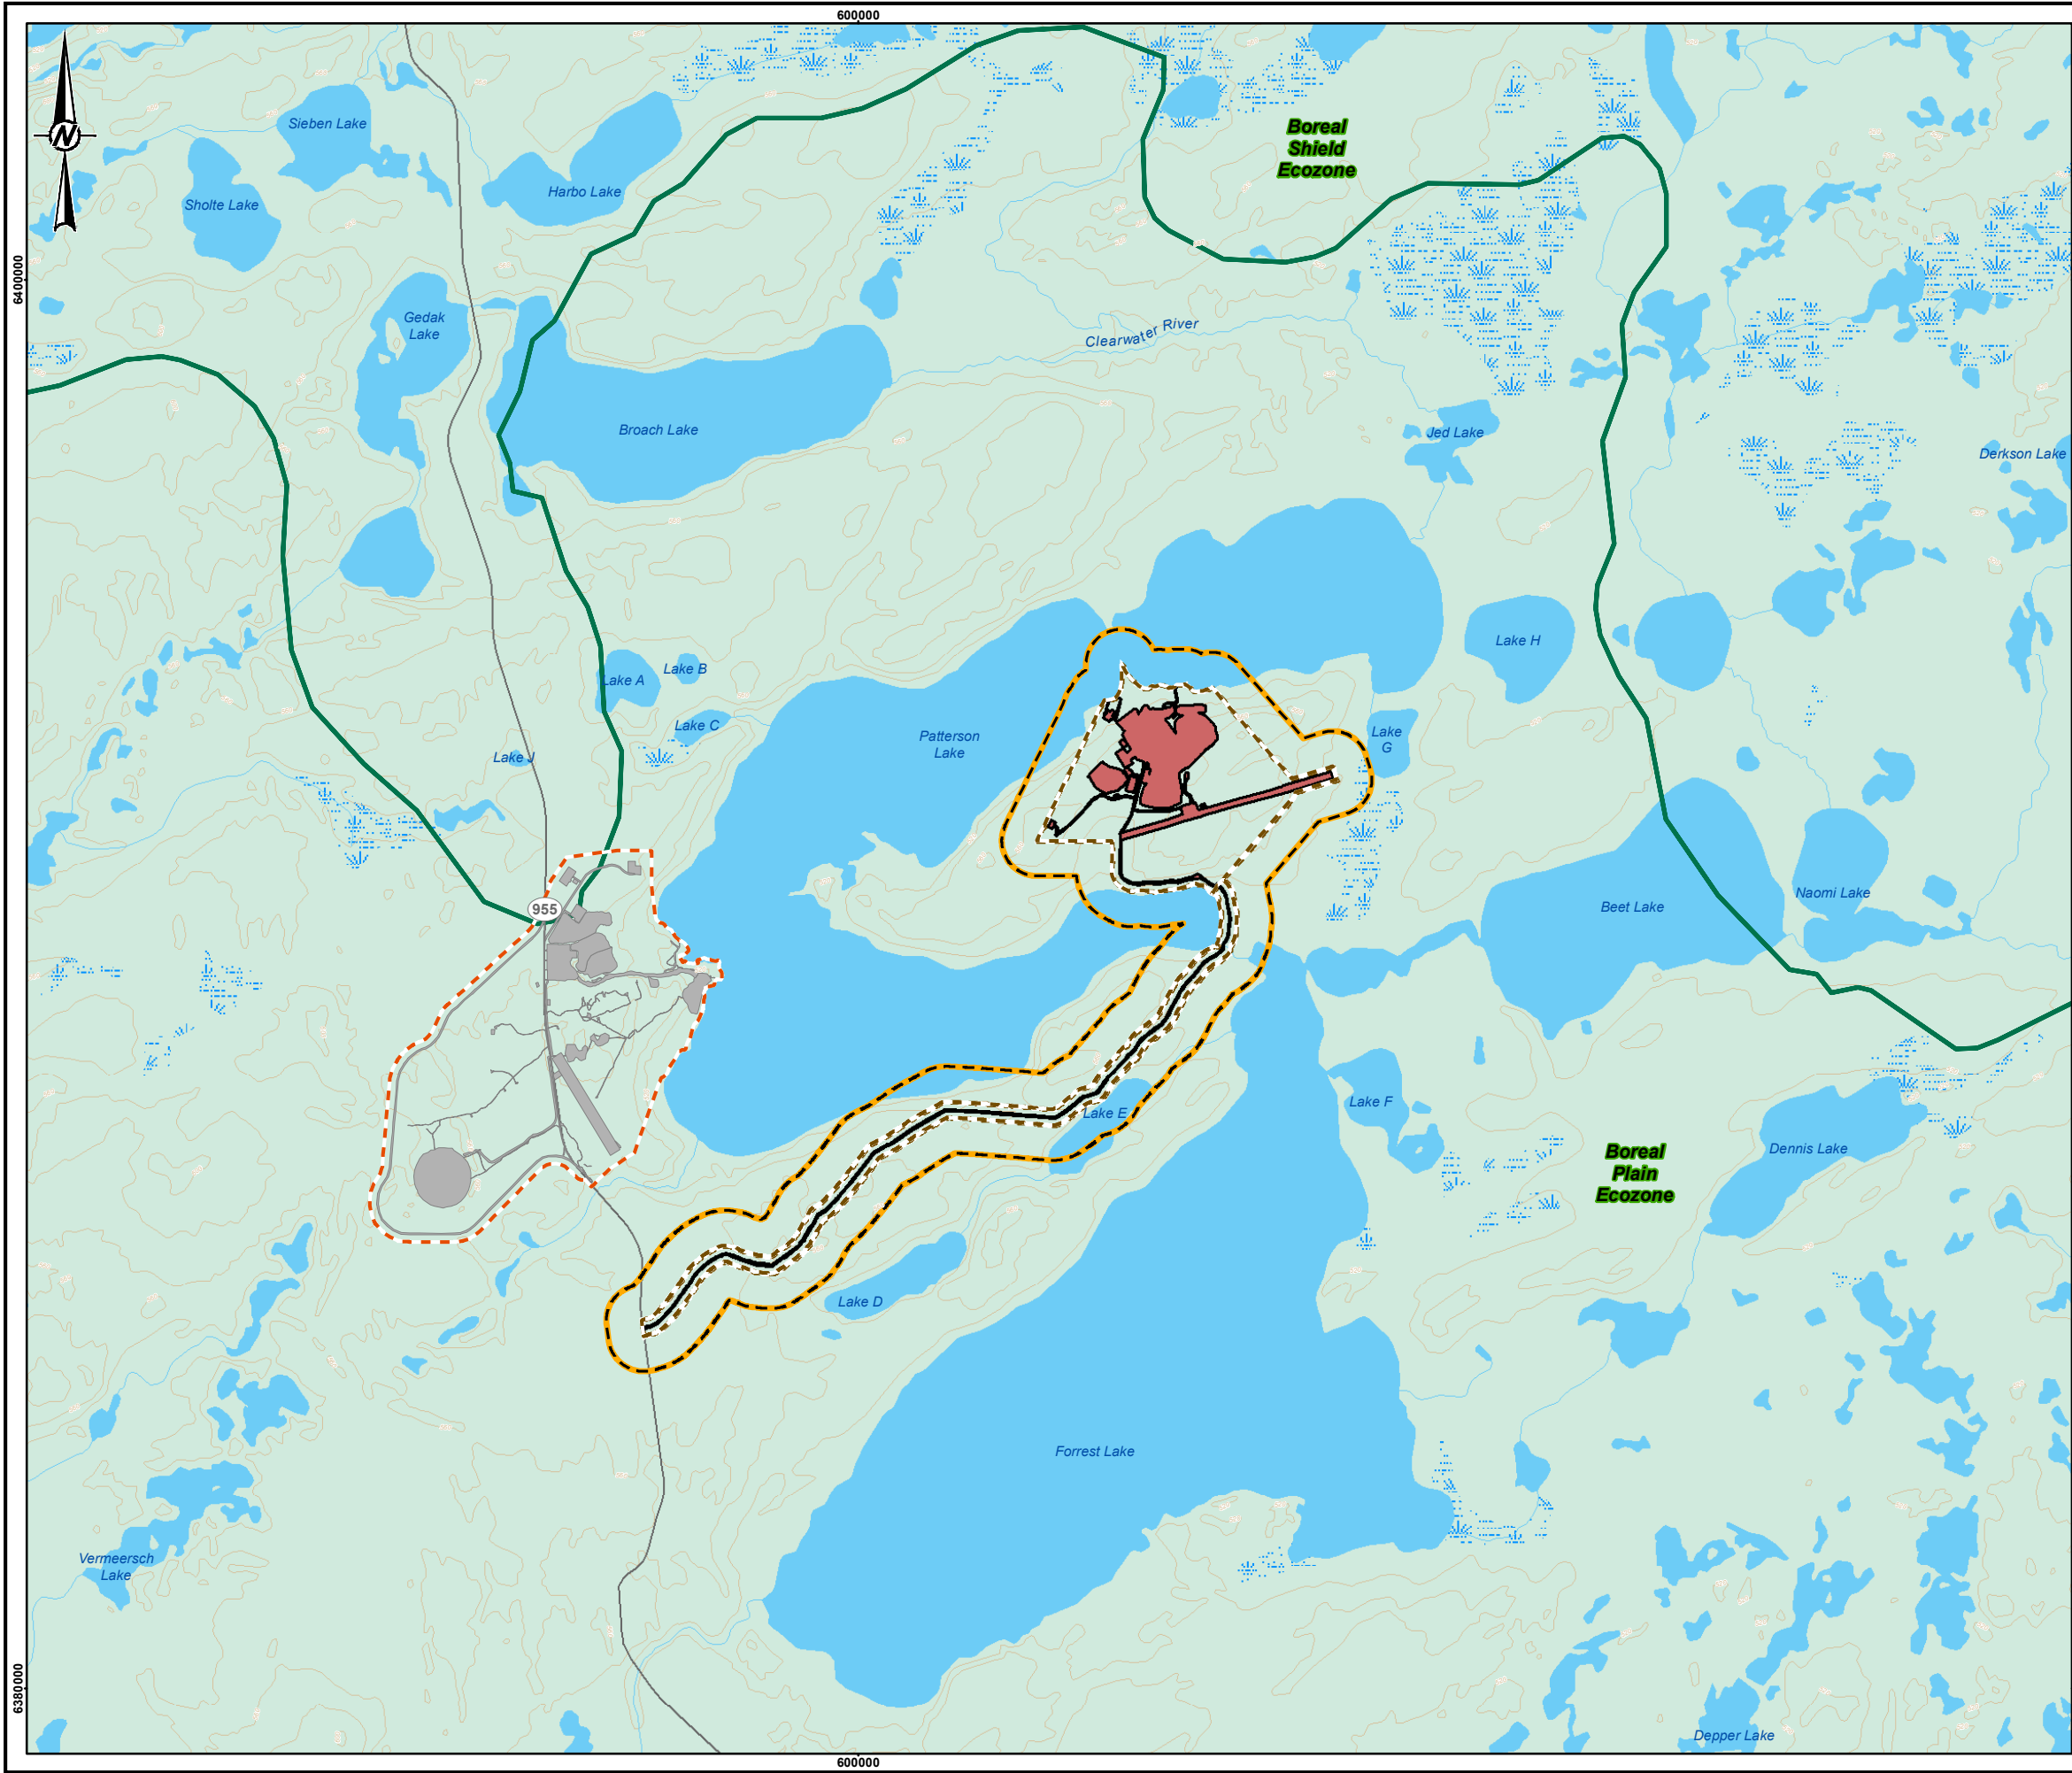 600000
N
Sieben Lake
Boreal
Shield
Ecozone
Harbo Lake
Sholte Lake
6400000
Gedak
Lake
Clearwater River
Broach Lake
Jed Lake
Derkson Lake
Lake H
Lake B
Lake A
Lake C
Patterson
Lake
Lake
G
Lake J
Naomi Lake
Beet Lake
955
Lake F
Lake E
Boreal
Plain
Ecozone
Dennis Lake
Lake D
Forrest Lake
Vermeersch
Lake
6380000
Depper Lake
600000